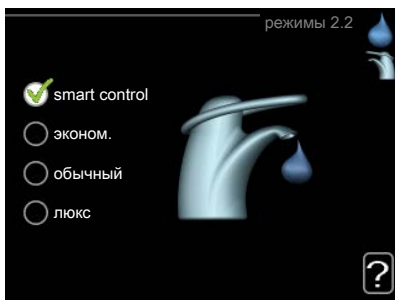 режимы 2.2
smart control
эконом.
обычный
люкс
?